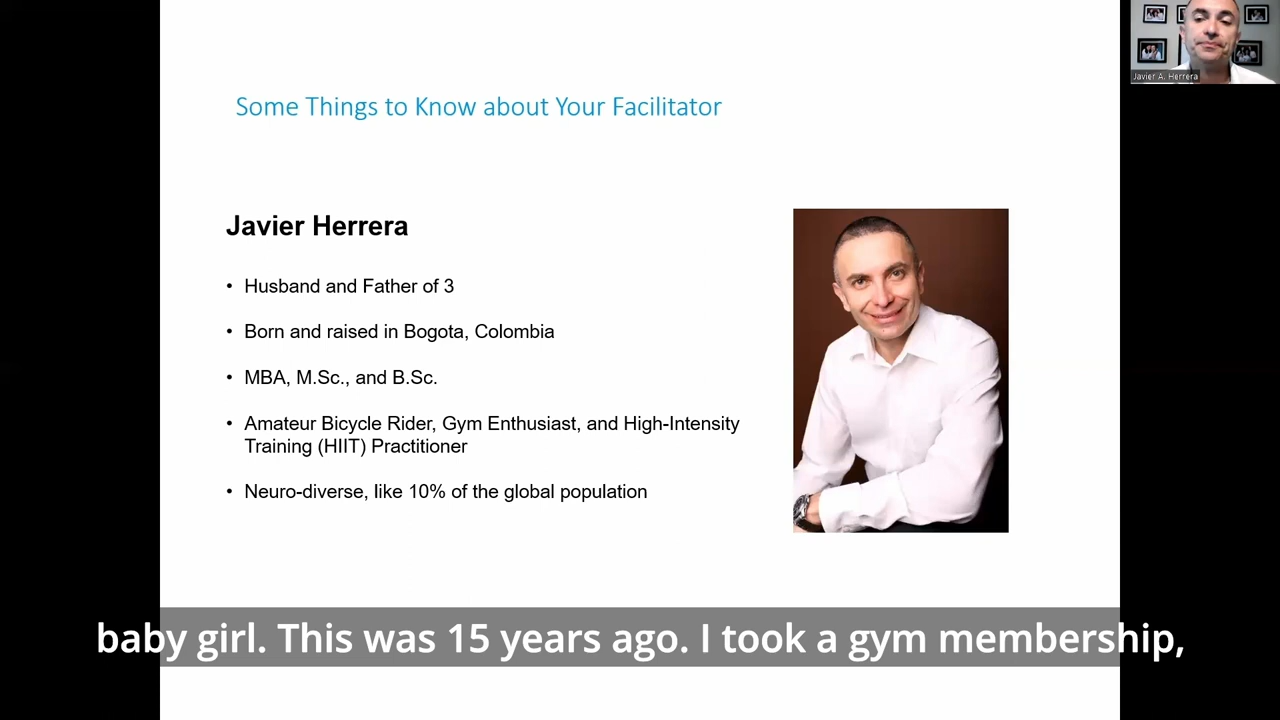 Javier A. Herrera
Some Things to Know about Your Facilitator
Javier Herrera
• Husband and Father of 3
• Born and raised in Bogota, Colombia
• MBA, M.Sc., and B.Sc.
• Amateur Bicycle Rider, Gym Enthusiast, and High-Intensity
Training (HIIT) Practitioner
• Neuro-diverse, like 10% of the global population
baby girl. This was 15 years ago. I took a gym membership,